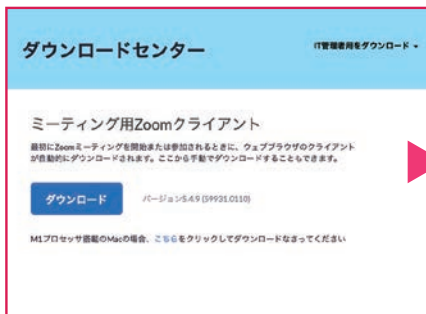 ダウンロードセンター
IT管理者用をダウンロード
ミーティング用Zoomクライアント
最初にZoomミーティングを開始または参加されるときに、ウェブブラウザのクライアント
が自動的にダウンロードされます。ここから手動でダウンロードすることもできます。
ダウンロード
バージョン5.4.9 (59931.0110)
M1プロセッサ搭載のMacの場合、こちらをクリックしてダウンロードなさってください